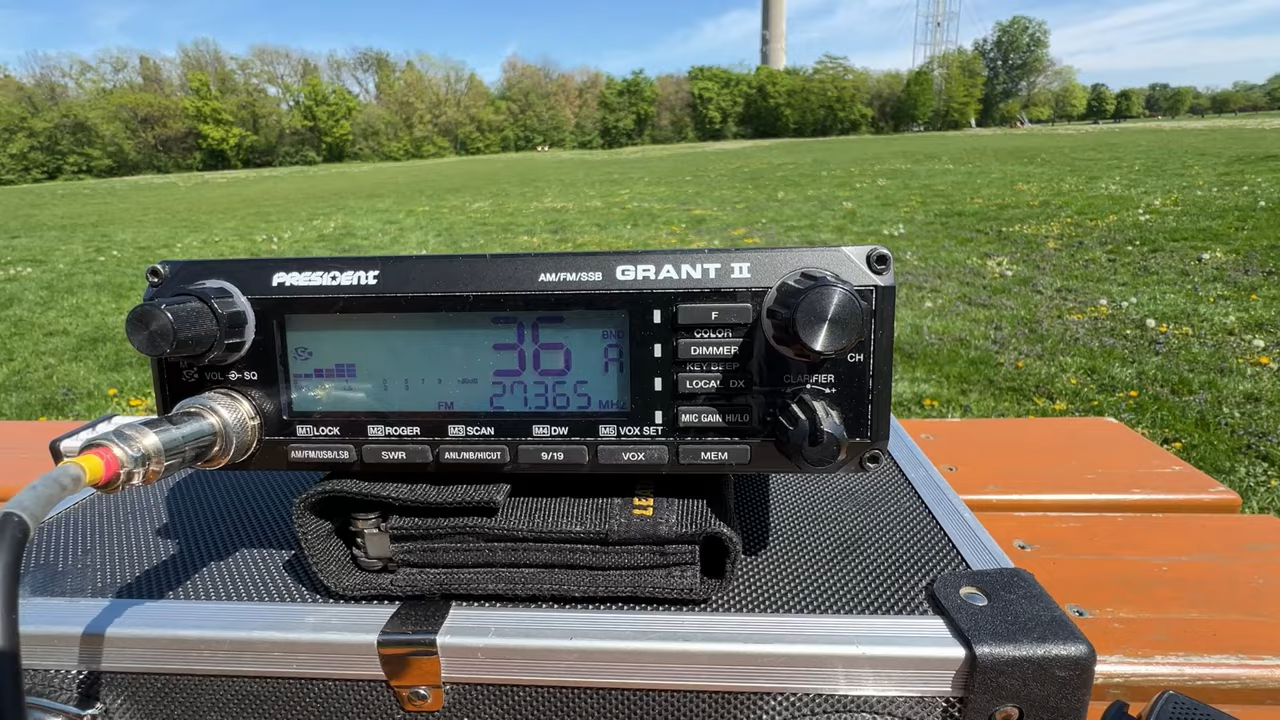 PRESIDENT
AM/FM/SSB GRANT II
VOL SQ
36
BND
A
FM 27.365 MHz
F
COLOR
DIMMER
KEY BEEP
LOCAL DX
MIC GAIN HI/LO
CH
CLARIFIER
- +
M1 LOCK M2 ROGER M3 SCAN M4 DW M5 VOX SET
AM/FM/USB/LSB SWR ANL/NB/HICUT 9/19 VOX MEM